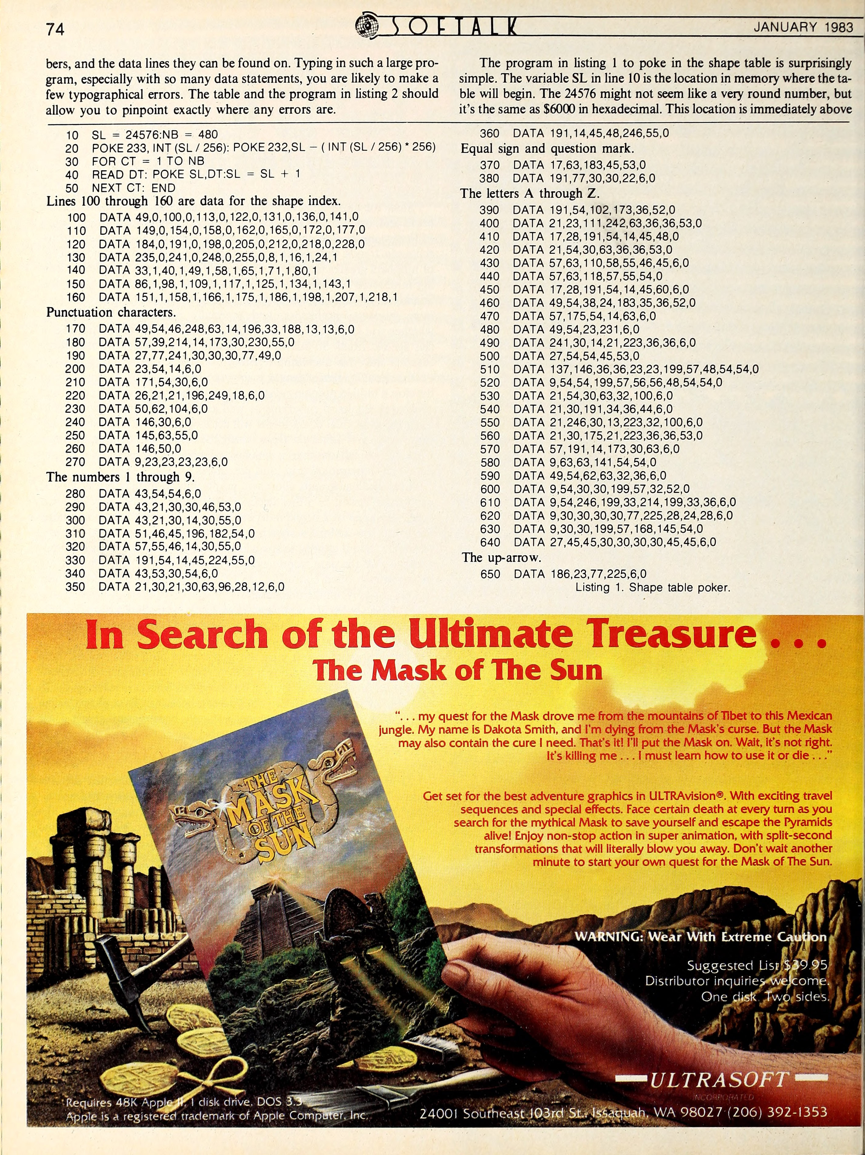 74
SOFTALK
JANUARY 1983
bers, and the data lines they can be found on. Typing in such a large pro-
gram, especially with so many data statements, you are likely to make a
few typographical errors. The table and the program in listing 2 should
allow you to pinpoint exactly where any errors are.
The program in listing 1 to poke in the shape table is surprisingly
simple. The variable SL in line 10 is the location in memory where the ta-
ble will begin. The 24576 might not seem like a very round number, but
it's the same as $6000 in hexadecimal. This location is immediately above
10 SL = 24576:NB = 480
20 POKE 233, INT (SL / 256): POKE 232,SL − ( INT (SL / 256) * 256)
30 FOR CT = 1 TO NB
40 READ DT: POKE SL,DT:SL = SL + 1
50 NEXT CT: END
Lines 100 through 160 are data for the shape index.
100 DATA 49,0,100,0,113,0,122,0,131,0,136,0,141,0
110 DATA 149,0,154,0,158,0,162,0,165,0,172,0,177,0
120 DATA 184,0,191,0,198,0,205,0,212,0,218,0,228,0
130 DATA 235,0,241,0,248,0,255,0,8,1,16,1,24,1
140 DATA 33,1,40,1,49,1,58,1,65,1,71,1,80,1
150 DATA 86,1,98,1,109,1,117,1,125,1,134,1,143,1
160 DATA 151,1,158,1,166,1,175,1,186,1,198,1,207,1,218,1
Punctuation characters.
170 DATA 49,54,46,248,63,14,196,33,188,13,13,6,0
180 DATA 57,39,214,14,173,30,230,55,0
190 DATA 27,77,241,30,30,30,77,49,0
200 DATA 23,54,14,6,0
210 DATA 171,54,30,6,0
220 DATA 26,21,21,196,249,18,6,0
230 DATA 50,62,104,6,0
240 DATA 146,30,6,0
250 DATA 145,63,55,0
260 DATA 146,50,0
270 DATA 9,23,23,23,23,6,0
The numbers 1 through 9.
280 DATA 43,54,54,6,0
290 DATA 43,21,30,30,46,53,0
300 DATA 43,21,30,14,30,55,0
310 DATA 51,46,45,196,182,54,0
320 DATA 57,55,46,14,30,55,0
330 DATA 191,54,14,45,224,55,0
340 DATA 43,53,30,54,6,0
350 DATA 21,30,21,30,63,96,28,12,6,0
360 DATA 191,14,45,48,246,55,0
Equal sign and question mark.
370 DATA 17,63,183,45,53,0
380 DATA 191,77,30,30,22,6,0
The letters A through Z.
390 DATA 191,54,102,173,36,52,0
400 DATA 21,23,111,242,63,36,36,53,0
410 DATA 17,28,191,54,14,45,48,0
420 DATA 21,54,30,63,36,36,53,0
430 DATA 57,63,110,58,55,46,45,6,0
440 DATA 57,63,118,57,55,54,0
450 DATA 17,28,191,54,14,45,60,6,0
460 DATA 49,54,38,24,183,35,36,52,0
470 DATA 57,175,54,14,63,6,0
480 DATA 49,54,23,231,6,0
490 DATA 241,30,14,21,223,36,36,6,0
500 DATA 27,54,54,45,53,0
510 DATA 137,146,36,36,23,23,199,57,48,54,54,0
520 DATA 9,54,54,199,57,56,56,48,54,54,0
530 DATA 21,54,30,63,32,100,6,0
540 DATA 21,30,191,34,36,44,6,0
550 DATA 21,246,30,13,223,32,100,6,0
560 DATA 21,30,175,21,223,36,36,53,0
570 DATA 57,191,14,173,30,63,6,0
580 DATA 9,63,63,141,54,54,0
590 DATA 49,54,62,63,32,36,6,0
600 DATA 9,54,30,30,199,57,32,52,0
610 DATA 9,54,246,199,33,214,199,33,36,6,0
620 DATA 9,30,30,30,30,77,225,28,24,28,6,0
630 DATA 9,30,30,199,57,168,145,54,0
640 DATA 27,45,45,30,30,30,30,45,45,6,0
The up-arrow.
650 DATA 186,23,77,225,6,0
Listing 1. Shape table poker.
In Search of the Ultimate Treasure . . .
The Mask of The Sun
“. . . my quest for the Mask drove me from the mountains of Tibet to this Mexican
jungle. My name is Dakota Smith, and I'm dying from the Mask's curse. But the Mask
may also contain the cure I need. That's it! I'll put the Mask on. Wait, it's not right.
It's killing me . . . I must learn how to use it or die . . .”
Get set for the best adventure graphics in ULTRAvision®. With exciting travel
sequences and special effects. Face certain death at every turn as you
search for the mythical Mask to save yourself and escape the Pyramids
alive! Enjoy non-stop action in super animation, with split-second
transformations that will literally blow you away. Don't wait another
minute to start your own quest for the Mask of The Sun.
THE
MASK
OF THE
SUN
WARNING: Wear With Extreme Caution
Suggested List $39.95
Distributor inquiries welcome.
One disk. Two sides.
ULTRASOFT
INCORPORATED
Requires 48K Apple II, 1 disk drive, DOS 3.3
Apple is a registered trademark of Apple Computer, Inc.
24001 Southeast 103rd St., Issaquah, WA 98027 (206) 392-1353